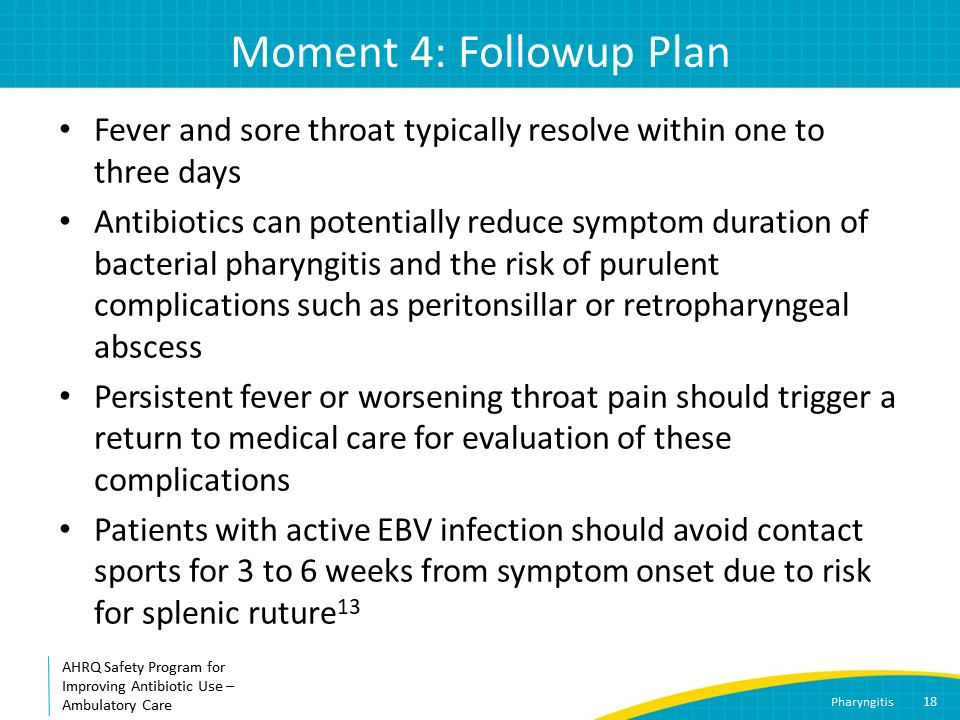 Moment 4: Followup Plan
• Fever and sore throat typically resolve within one to
three days
• Antibiotics can potentially reduce symptom duration of
bacterial pharyngitis and the risk of purulent
complications such as peritonsillar or retropharyngeal
abscess
• Persistent fever or worsening throat pain should trigger a
return to medical care for evaluation of these
complications
• Patients with active EBV infection should avoid contact
sports for 3 to 6 weeks from symptom onset due to risk
for splenic ruture¹³
AHRQ Safety Program for
Improving Antibiotic Use –
Ambulatory Care
Pharyngitis 18